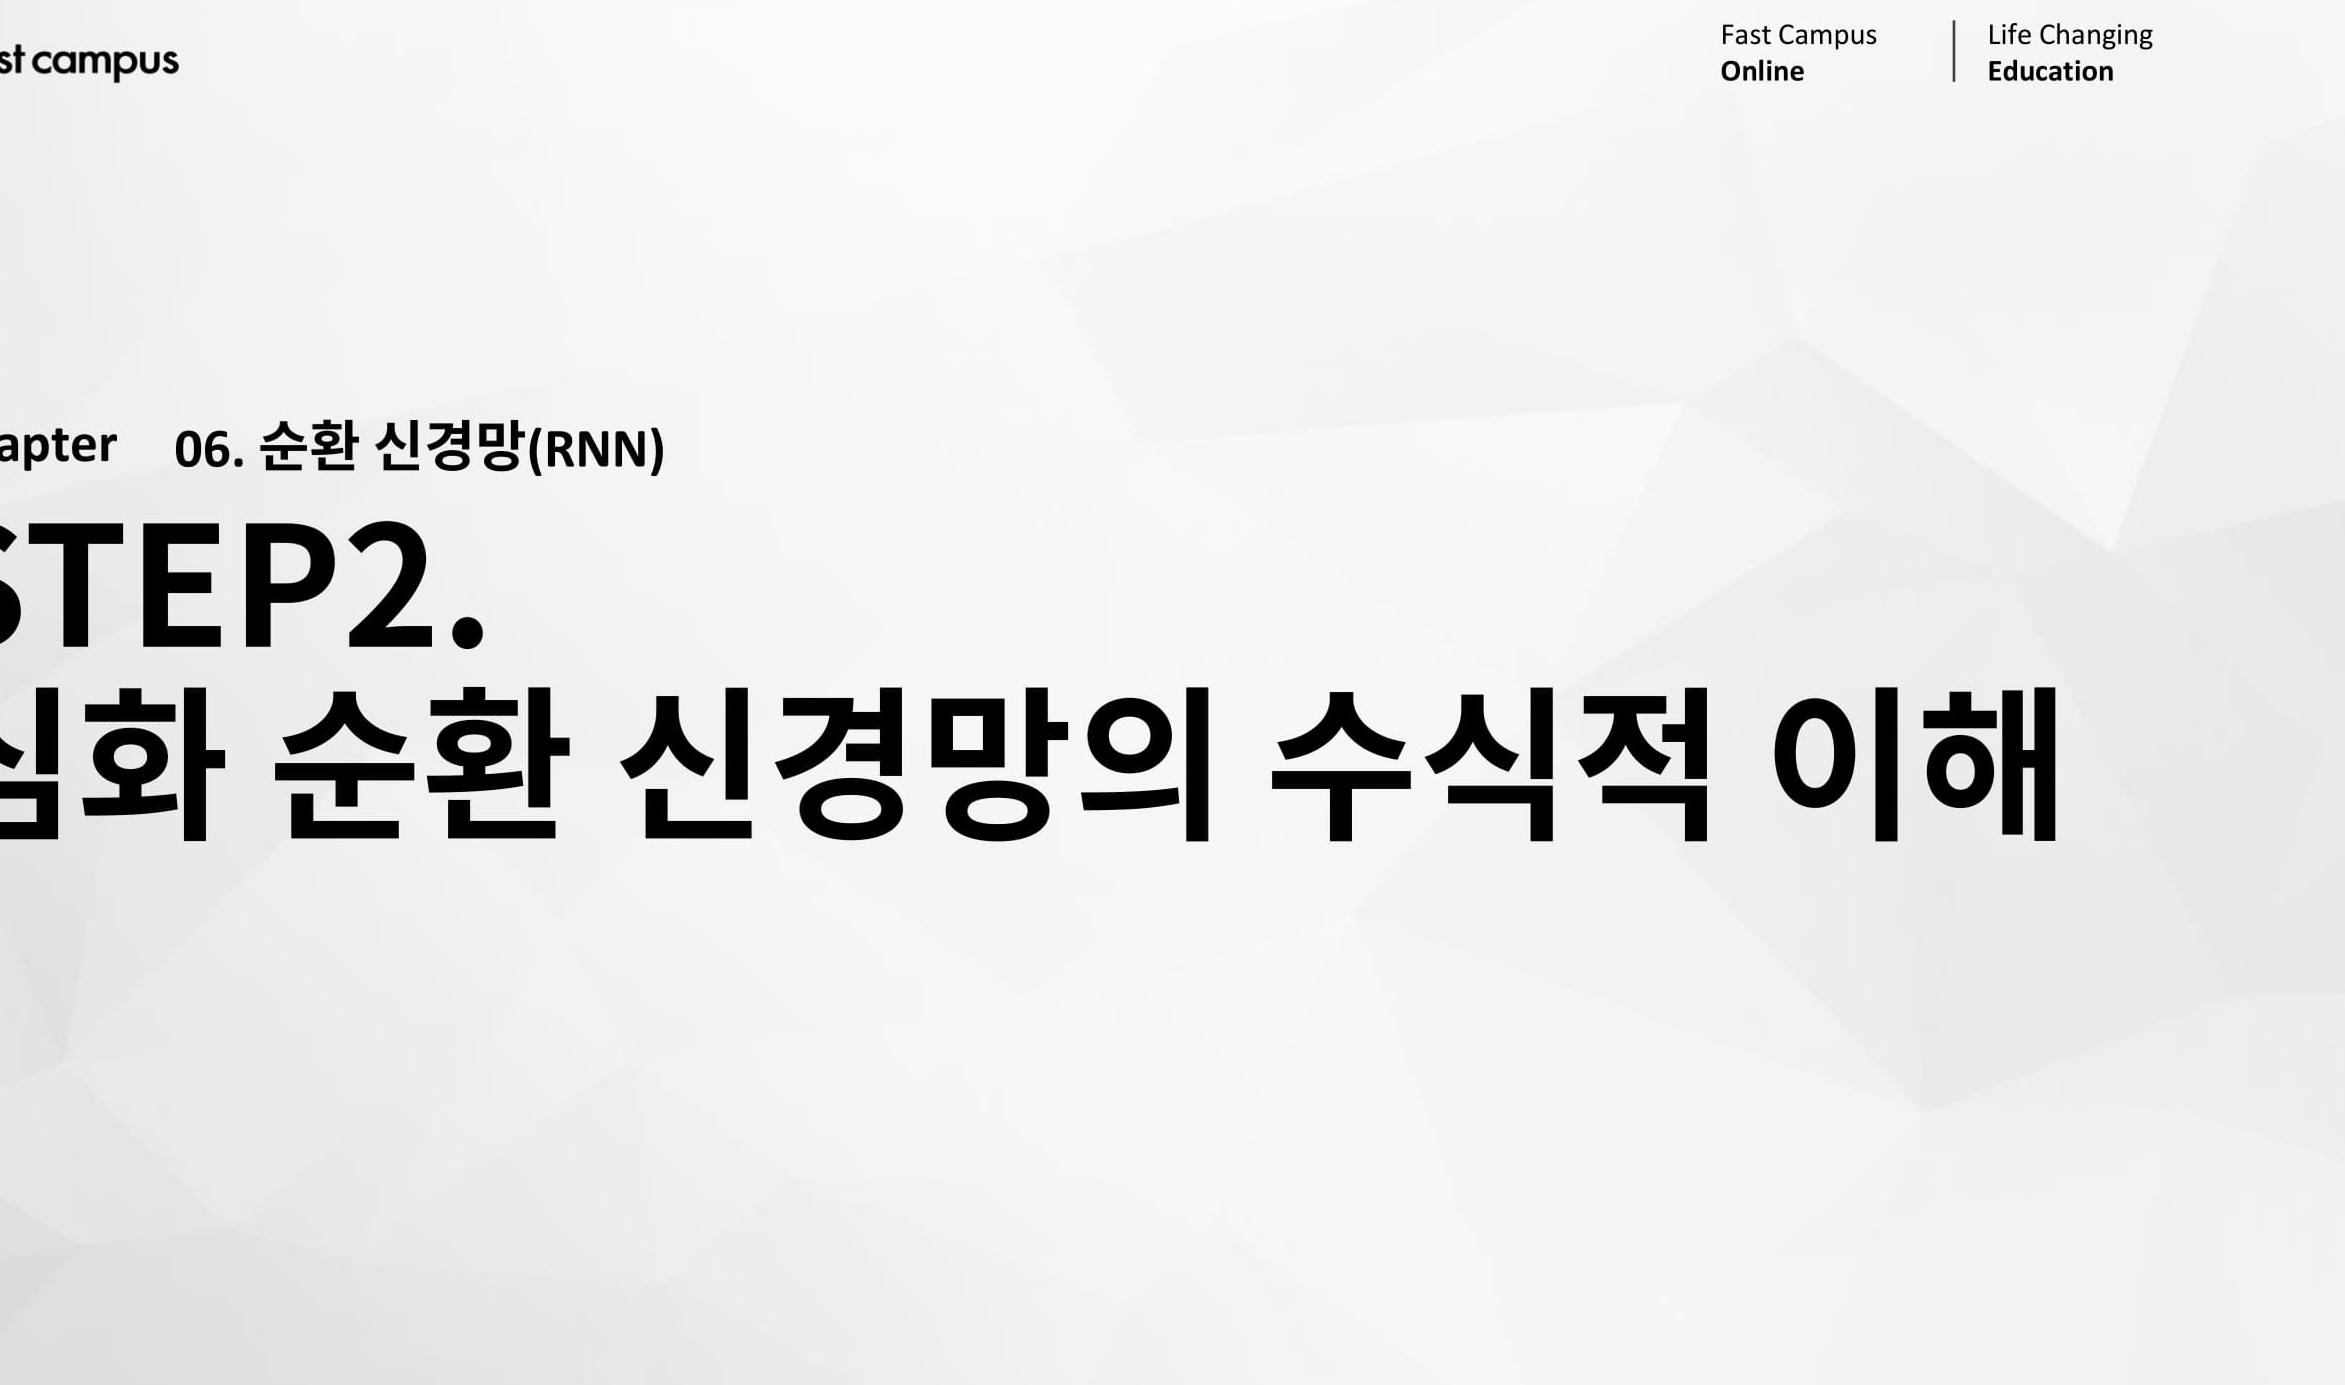 st campus
Fast Campus
Online
Life Changing
Education
apter 06. 순환 신경망(RNN)
STEP2.
심화 순환 신경망의 수식적 이해